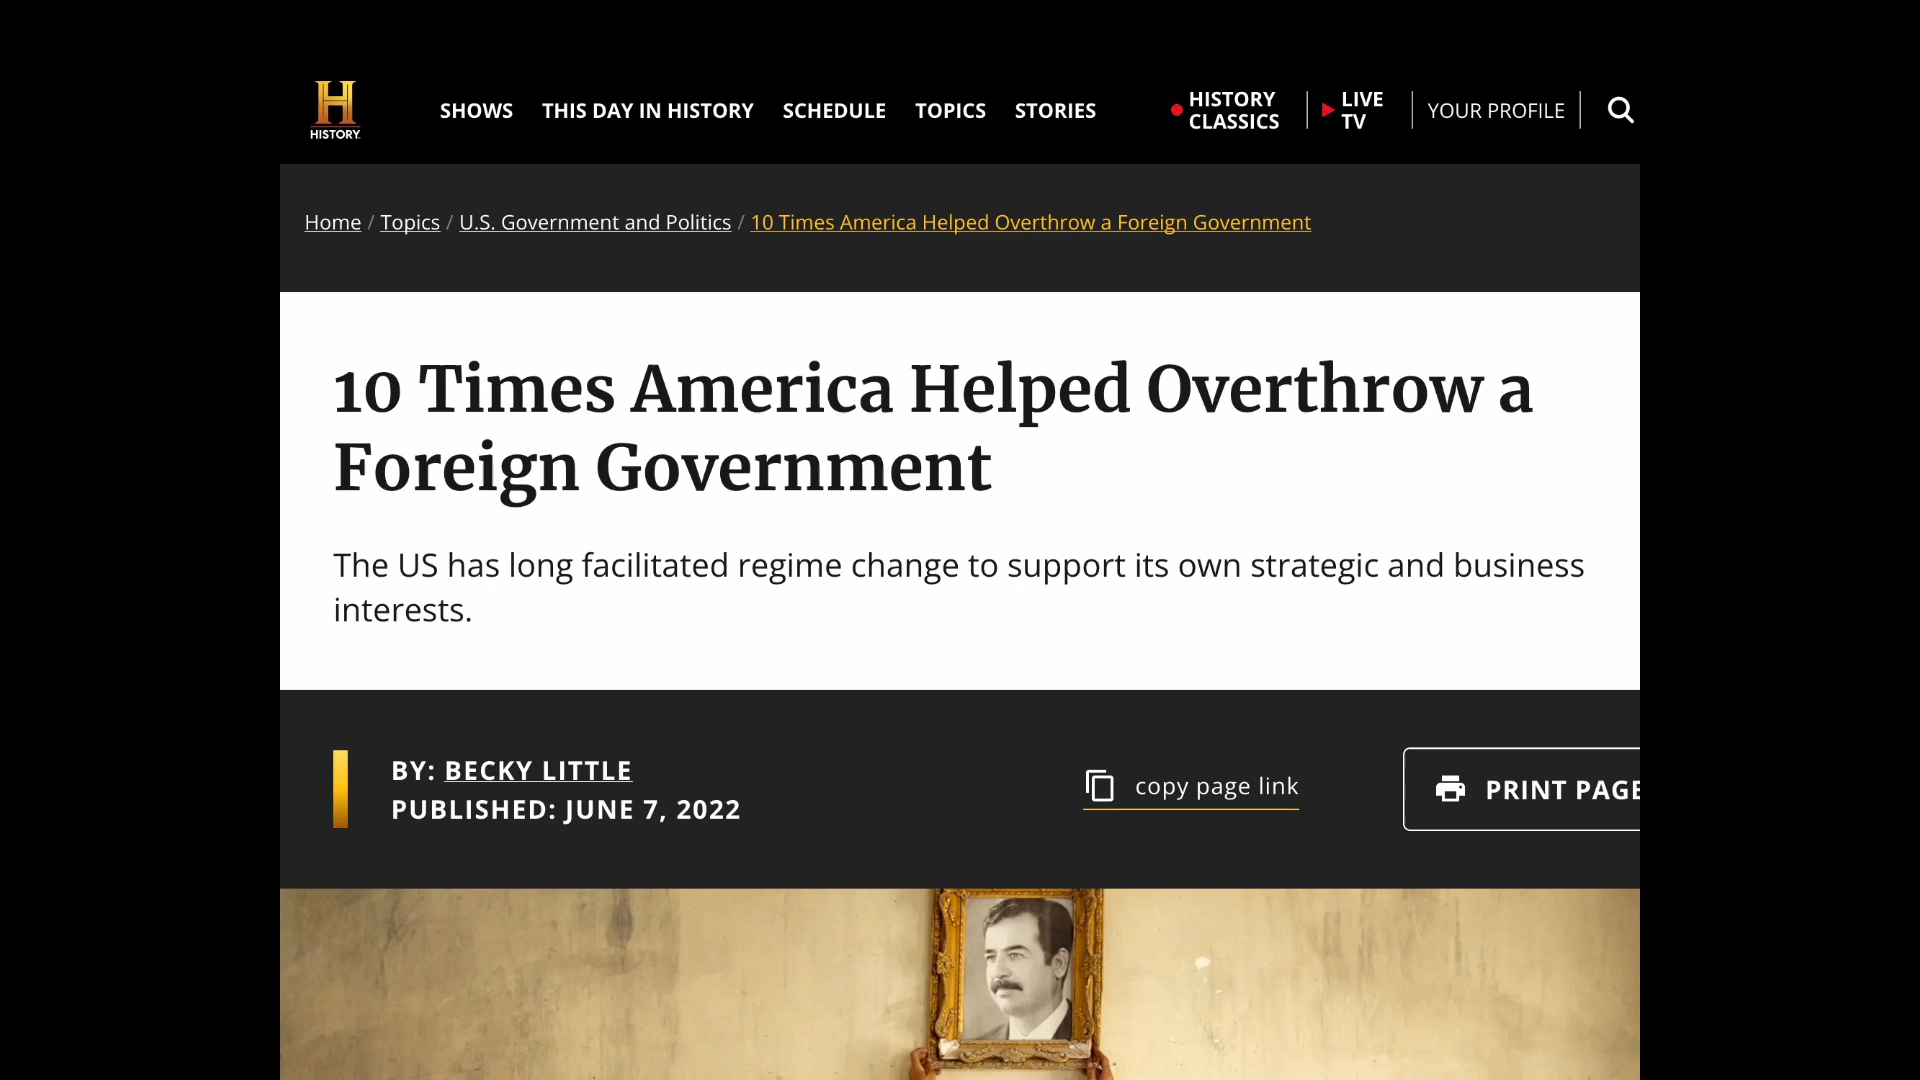 HISTORY
SHOWS
THIS DAY IN HISTORY
SCHEDULE
TOPICS
STORIES
HISTORY
CLASSICS
LIVE
TV
YOUR PROFILE
Home / Topics / U.S. Government and Politics / 10 Times America Helped Overthrow a Foreign Government
10 Times America Helped Overthrow a
Foreign Government
The US has long facilitated regime change to support its own strategic and business
interests.
BY: BECKY LITTLE
PUBLISHED: JUNE 7, 2022
copy page link
PRINT PAGE